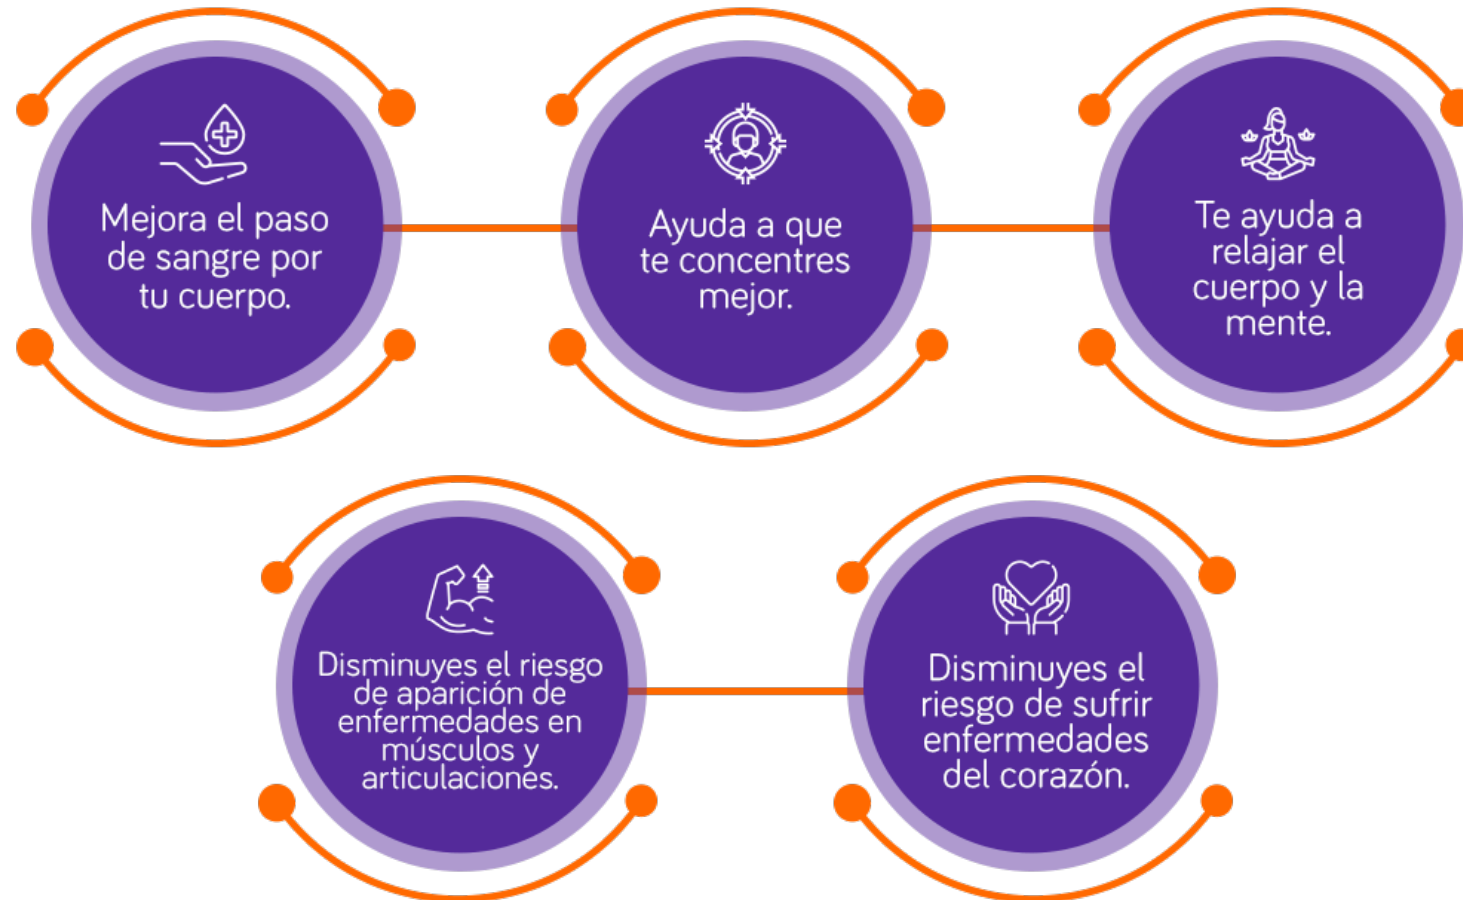 Mejora el paso
de sangre por
tu cuerpo.
Ayuda a que
te concentres
mejor.
Te ayuda a
relajar el
cuerpo y la
mente.
Disminuyes el riesgo
de aparición de
enfermedades en
músculos y
articulaciones.
Disminuyes el
riesgo de sufrir
enfermedades
del corazón.